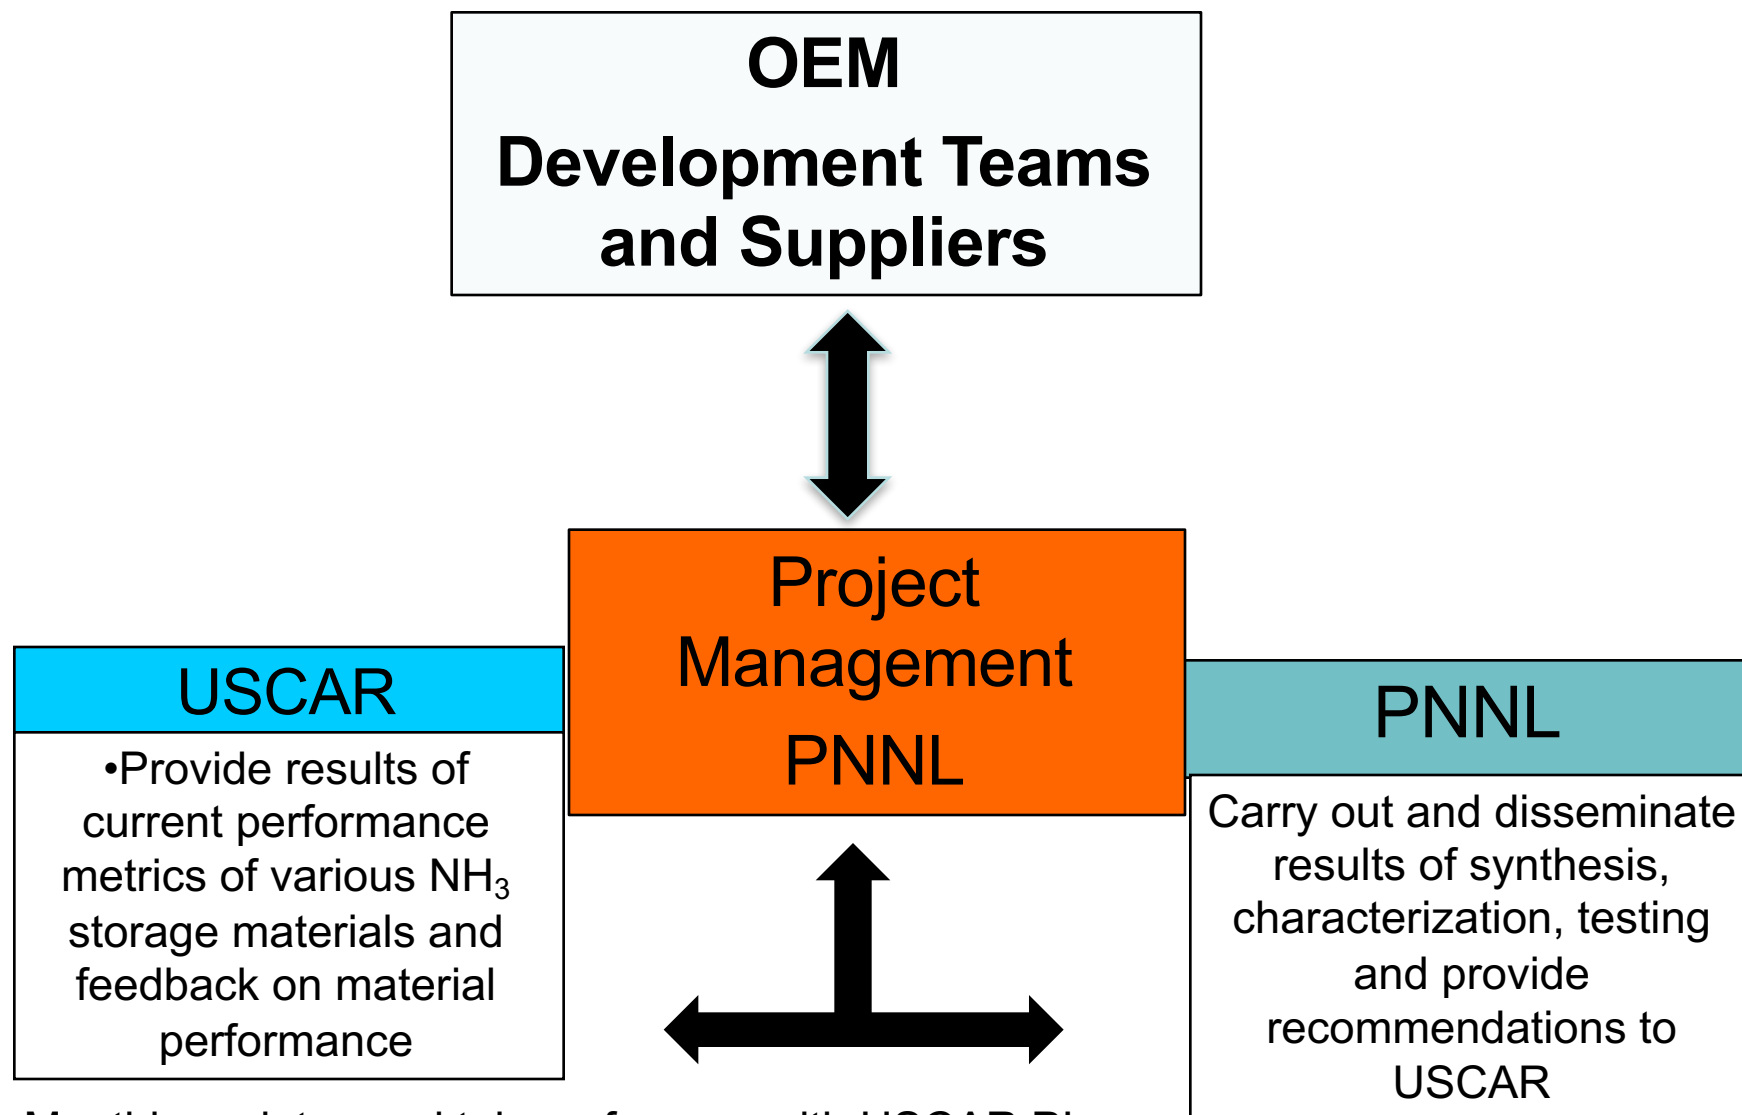 OEM
Development Teams
and Suppliers
Project
Management
PNNL
USCAR
•Provide results of
current performance
metrics of various NH₃
storage materials and
feedback on material
performance
PNNL
Carry out and disseminate
results of synthesis,
characterization, testing
and provide
recommendations to
USCAR
with USCAR